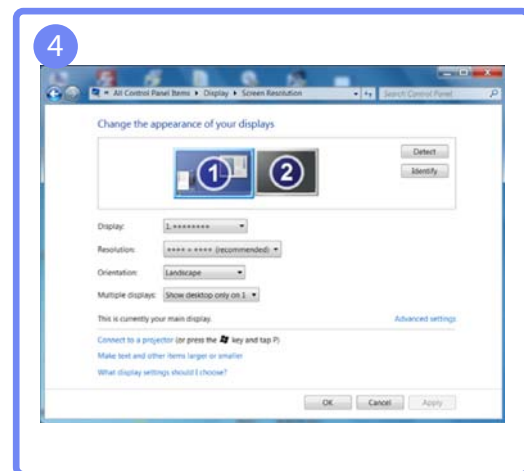 4
All Control Panel Items ▸ Display ▸ Screen Resolution
Search Control Panel
Change the appearance of your displays
1
2
Detect
Identify
Display: 1.********
Resolution: **** × **** (recommended)
Orientation: Landscape
Multiple displays: Show desktop only on 1
This is currently your main display.
Advanced settings
Connect to a projector (or press the key and tap P)
Make text and other items larger or smaller
What display settings should I choose?
OK
Cancel
Apply